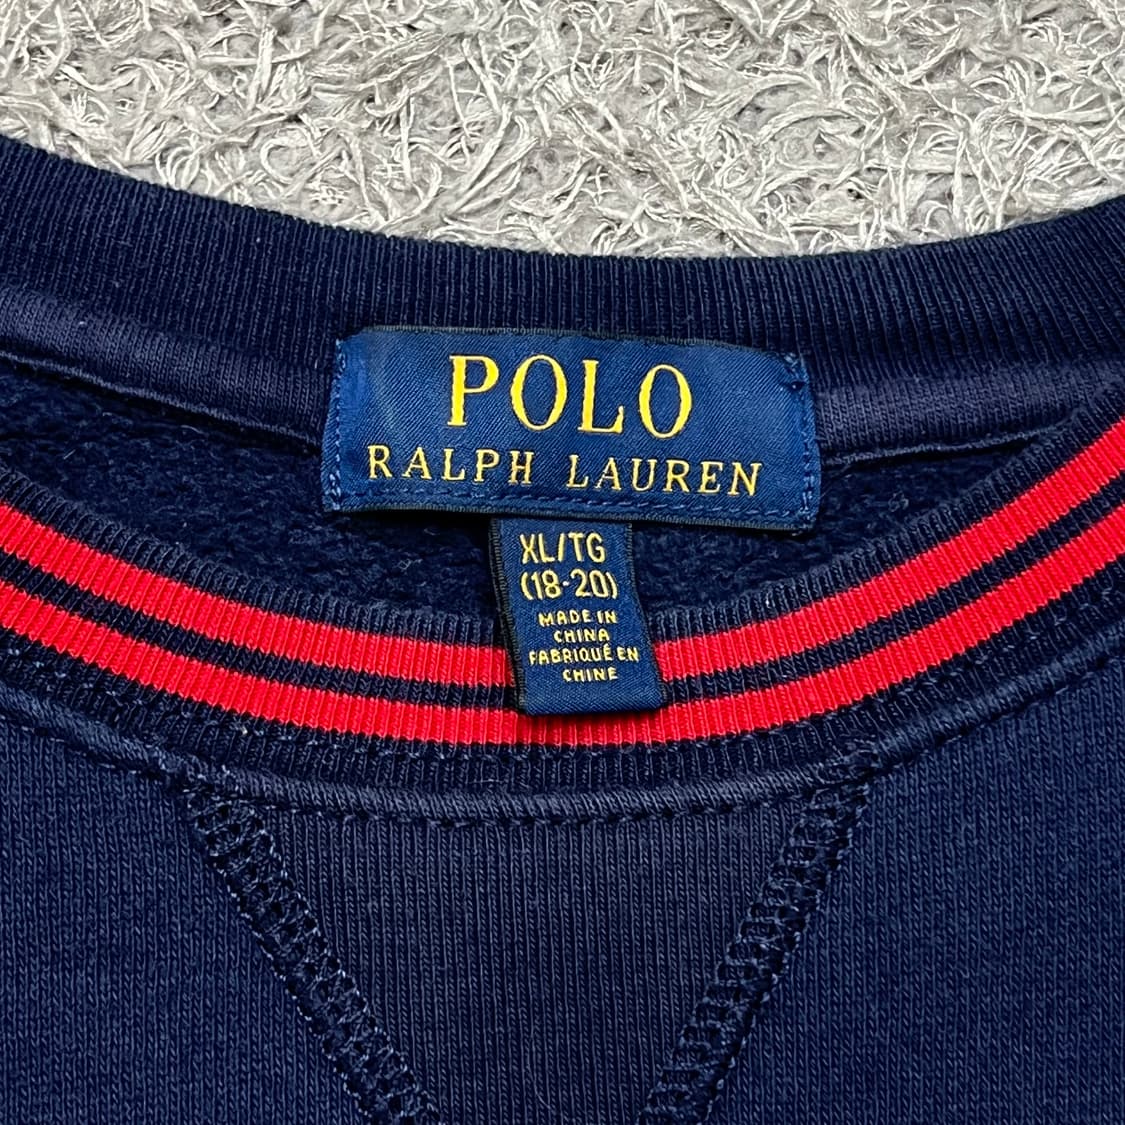 POLO
RALPH LAUREN
XL/TG
(18-20)
MADE IN
CHINA
FABRIQUÉ EN
CHINE